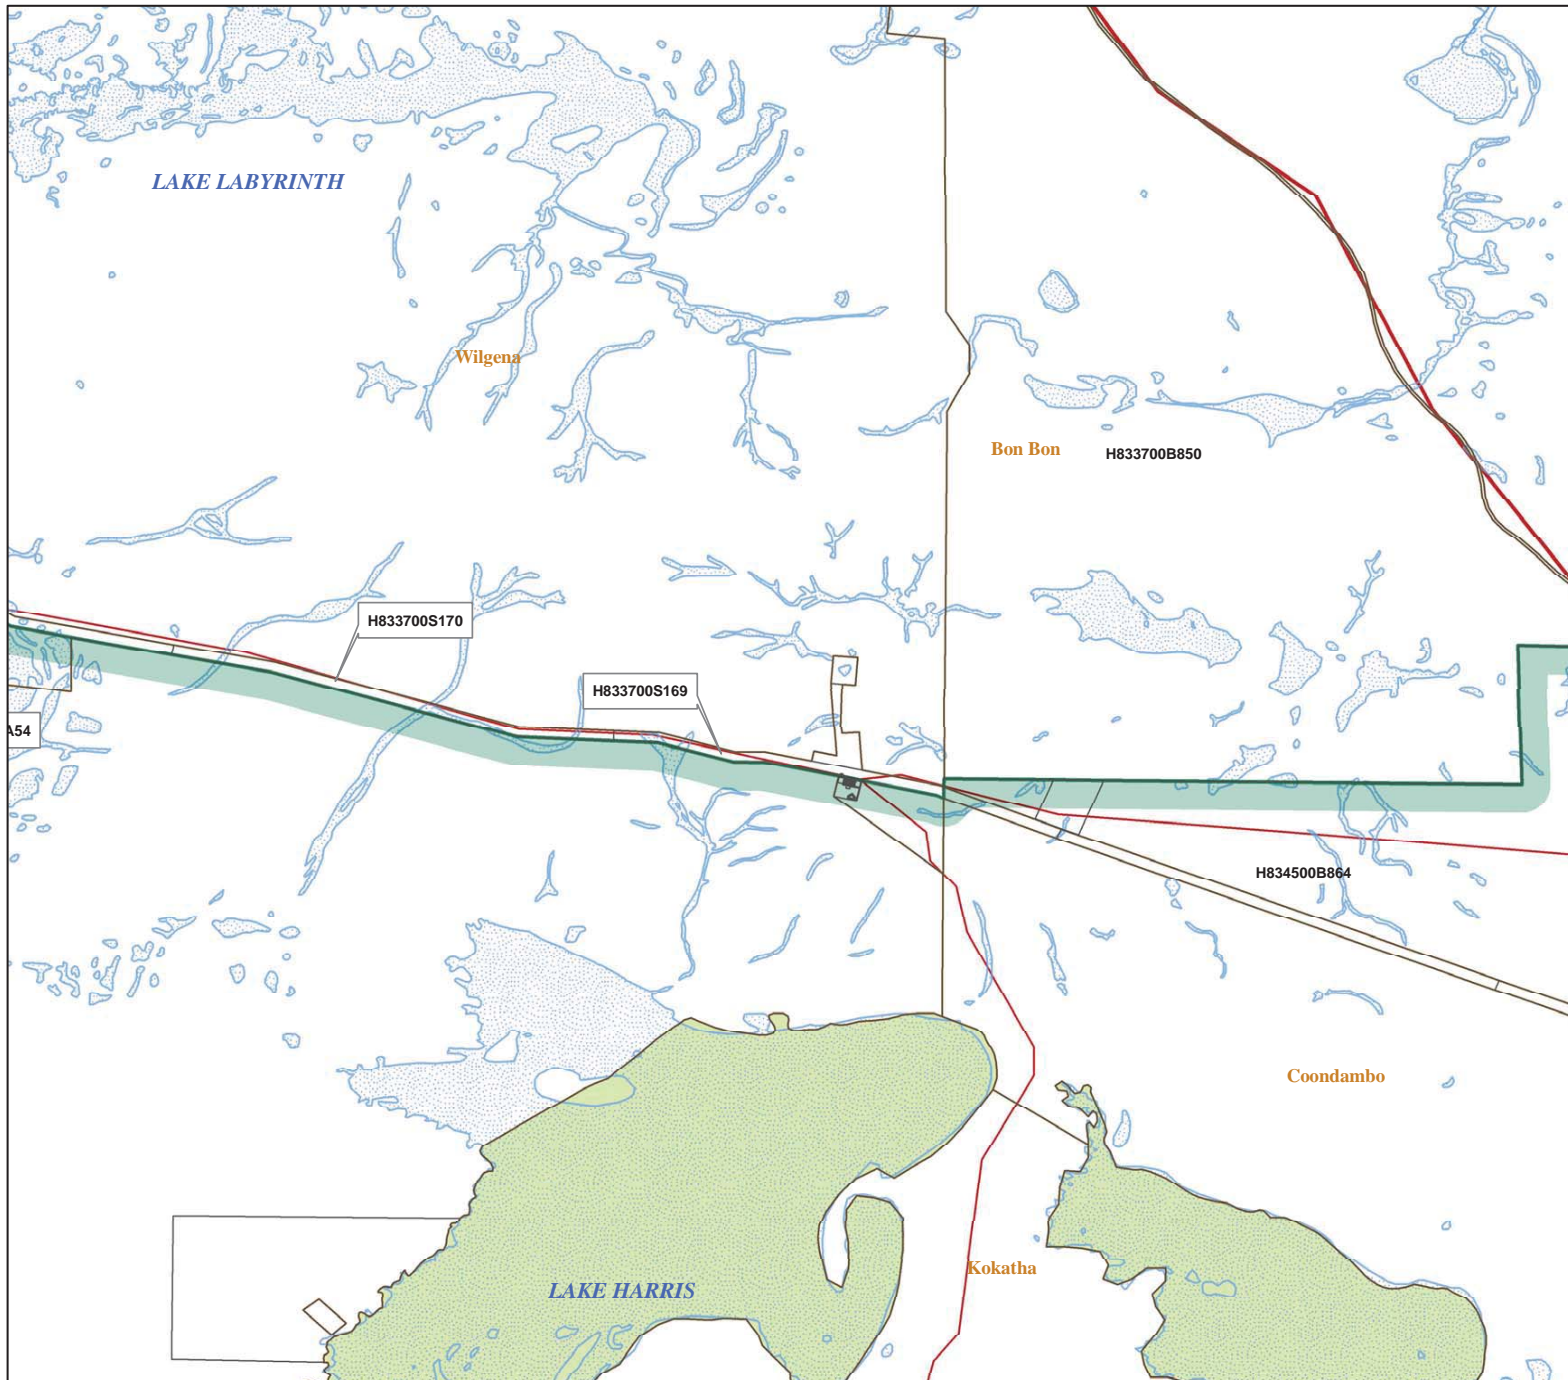 LAKE LABYRINTH
Wilgena
Bon Bon
H833700B850
H833700S170
H833700S169
A54
H834500B864
Coondambo
Kokatha
LAKE HARRIS